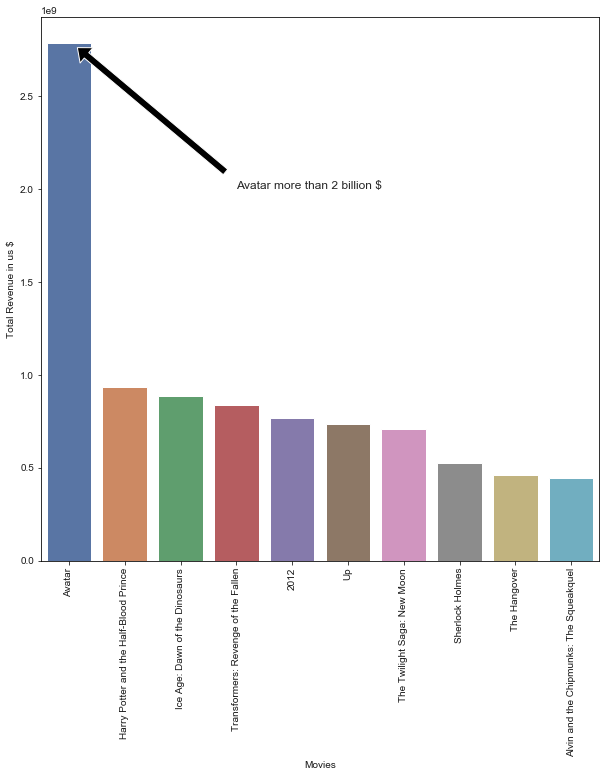 1e9
2.5
2.0
1.5
1.0
0.5
0.0
Total Revenue in us $
Avatar more than 2 billion $
Avatar
Harry Potter and the Half-Blood Prince
Ice Age: Dawn of the Dinosaurs
Transformers: Revenge of the Fallen
2012
Up
The Twilight Saga: New Moon
Sherlock Holmes
The Hangover
Alvin and the Chipmunks: The Squeakquel
Movies